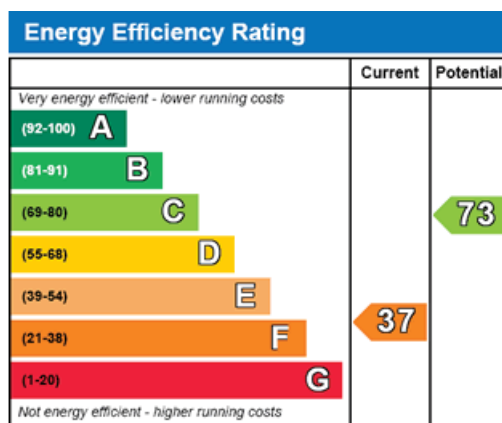 Energy Efficiency Rating
Current Potential
Very energy efficient - lower running costs
(92-100) A
(81-91) B
(69-80) C
73
(55-68) D
(39-54) E
(21-38) F
37
(1-20) G
Not energy efficient - higher running costs